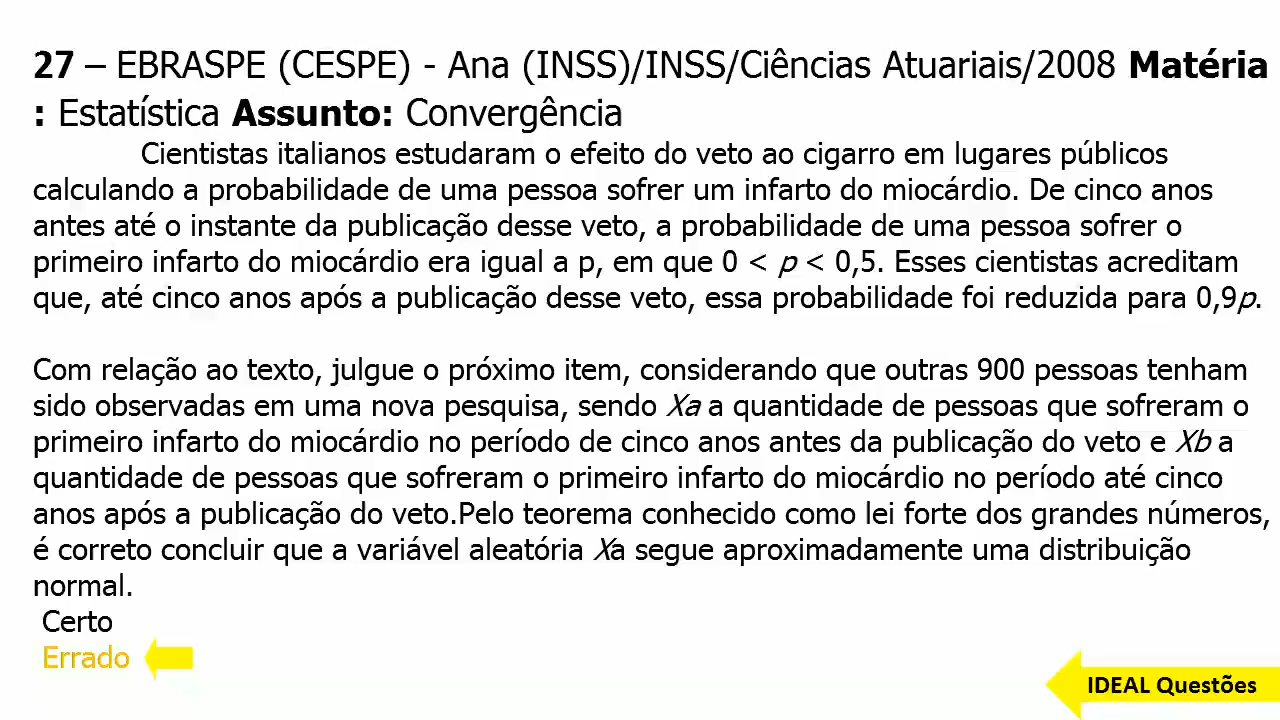 27 – EBRASPE (CESPE) - Ana (INSS)/INSS/Ciências Atuariais/2008 Matéria
: Estatística Assunto: Convergência
Cientistas italianos estudaram o efeito do veto ao cigarro em lugares públicos
calculando a probabilidade de uma pessoa sofrer um infarto do miocárdio. De cinco anos
antes até o instante da publicação desse veto, a probabilidade de uma pessoa sofrer o
primeiro infarto do miocárdio era igual a p, em que 0 < p < 0,5. Esses cientistas acreditam
que, até cinco anos após a publicação desse veto, essa probabilidade foi reduzida para 0,9p.
Com relação ao texto, julgue o próximo item, considerando que outras 900 pessoas tenham
sido observadas em uma nova pesquisa, sendo Xa a quantidade de pessoas que sofreram o
primeiro infarto do miocárdio no período de cinco anos antes da publicação do veto e Xb a
quantidade de pessoas que sofreram o primeiro infarto do miocárdio no período até cinco
anos após a publicação do veto.Pelo teorema conhecido como lei forte dos grandes números,
é correto concluir que a variável aleatória Xa segue aproximadamente uma distribuição
normal.
Certo
Errado
IDEAL Questões